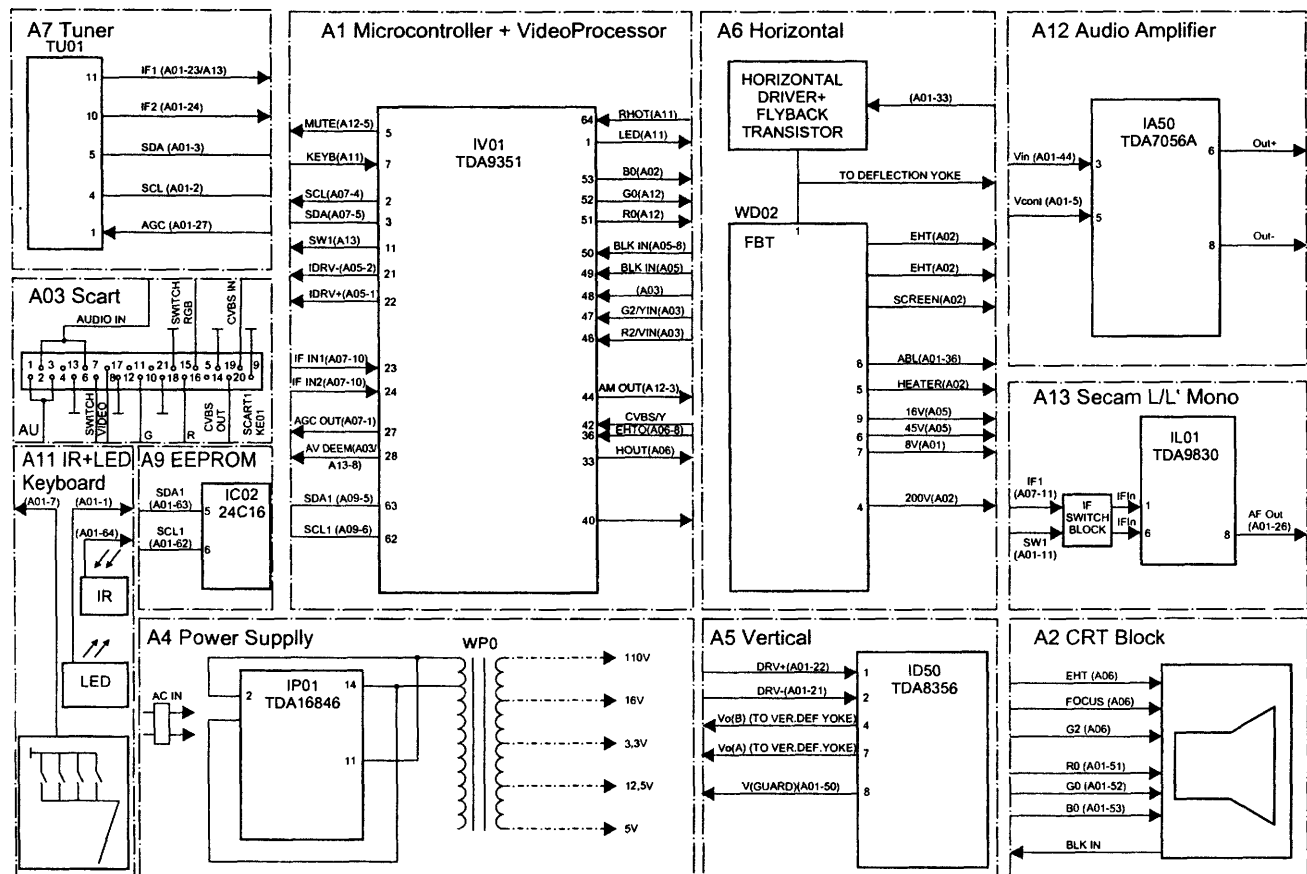 A7 Tuner
TU01
11 IF1 (A01-23/A13)
10 IF2 (A01-24)
5 SDA (A01-3)
4 SCL (A01-2)
1 AGC (A01-27)
A03 Scart
AUDIO IN
SWITCH
RGB
CVBS IN
1 3 13 7 17 11 21 15 5 19 9
2 4 6 8 12 10 18 16 14 20
AU
SWITCH
VIDEO
G
R
CVBS
OUT
SCART1
KE01
A11 IR+LED
Keyboard
(A01-7)
(A01-1)
(A01-64)
IR
LED
A9 EEPROM
IC02
24C16
SDA1
(A01-63)
5
SCL1
(A01-62)
6
A1 Microcontroller + VideoProcessor
IV01
TDA9351
MUTE(A12-5) 5
KEYB(A11) 7
SCL(A07-4) 2
SDA(A07-5) 3
SW1(A13) 11
IDRV-(A05-2) 21
IDRV+(A05-1) 22
IF IN1(A07-10) 23
IF IN2(A07-10) 24
AGC OUT(A07-1) 27
AV DEEM(A03/
A13-8)
28
SDA1 (A09-5) 63
SCL1 (A09-6) 62
64 RHOT(A11)
1 LED(A11)
53 B0(A02)
52 G0(A12)
51 R0(A12)
50 BLK IN(A05-8)
49 BLK IN(A05)
48 (A03)
47 G2/YIN(A03)
46 R2/VIN(A03)
44 AM OUT(A12-3)
42 CVBS/Y
36 EHTO(A06-8)
33 HOUT(A06)
40
A6 Horizontal
HORIZONTAL
DRIVER+
FLYBACK
TRANSISTOR
(A01-33)
TO DEFLECTION YOKE
WD02
FBT
1
EHT(A02)
EHT(A02)
SCREEN(A02)
6 ABL(A01-36)
5 HEATER(A02)
9 16V(A05)
6 45V(A05)
7 8V(A01)
4 200V(A02)
A12 Audio Amplifier
IA50
TDA7056A
Vin (A01-44) 3
Vcont (A01-5) 5
6 Out+
8 Out-
A13 Secam L/L' Mono
IL01
TDA9830
IF1
(A07-11)
SW1
(A01-11)
IF
SWITCH
BLOCK
IFIn 1
IFIn 6
8
AF Out
(A01-26)
A4 Power Supplly
WP0
IP01
TDA16846
AC IN
2
14
11
110V
16V
3,3V
12,5V
5V
A5 Vertical
ID50
TDA8356
DRV+(A01-22) 1
DRV-(A01-21) 2
Vo(B) (TO VER.DEF YOKE) 4
Vo(A) (TO VER.DEF.YOKE) 7
V(GUARD)(A01-50) 8
A2 CRT Block
EHT (A06)
FOCUS (A06)
G2 (A06)
R0 (A01-51)
G0 (A01-52)
B0 (A01-53)
BLK IN